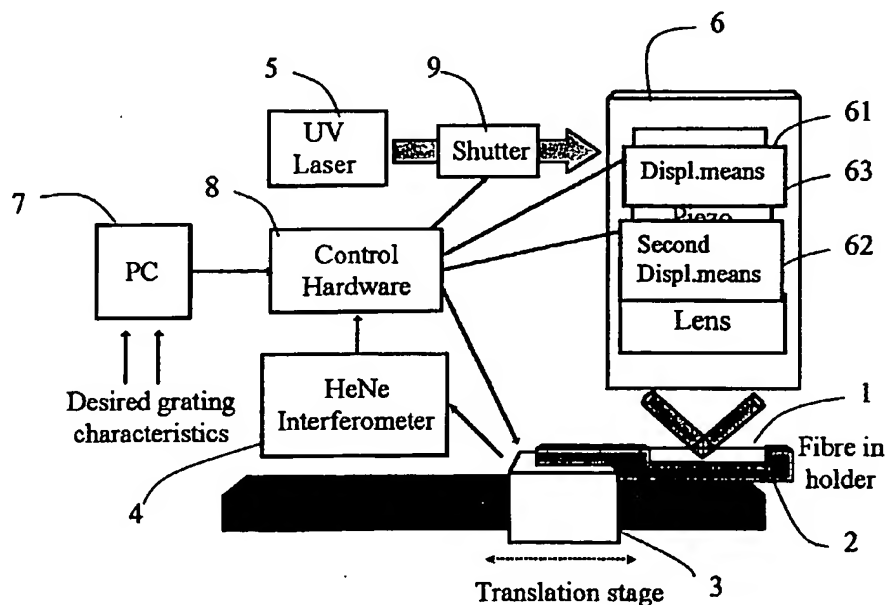 6
5
9
61
UV
Laser
Shutter
Displ.means
63
8
7
Piezo
PC
Control
Hardware
Second
Displ.means
62
Lens
HeNe
Interferometer
Desired grating
characteristics
1
Fibre in
holder
4
2
3
Translation stage